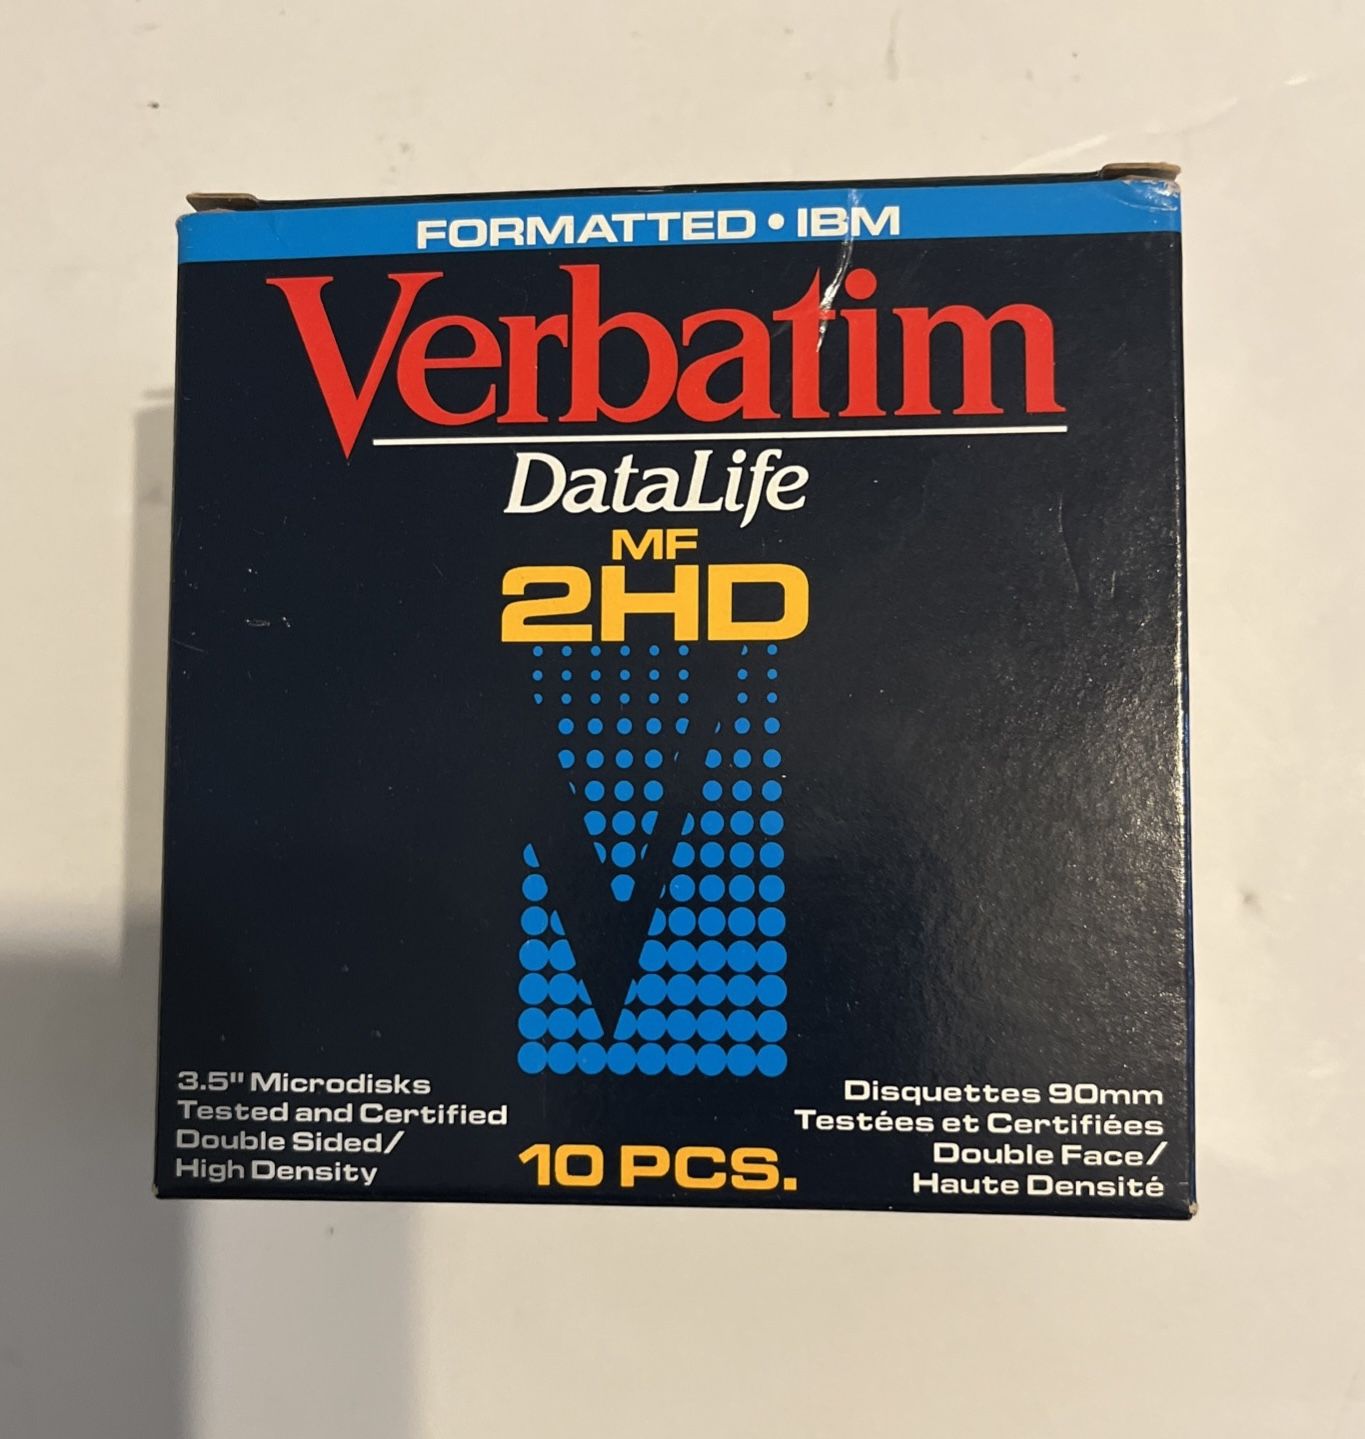 FORMATTED • IBM
Verbatim
DataLife
MF
2HD
3.5" Microdisks
Tested and Certified
Double Sided/
High Density
10 PCS.
Disquettes 90mm
Testées et Certifiées
Double Face/
Haute Densité